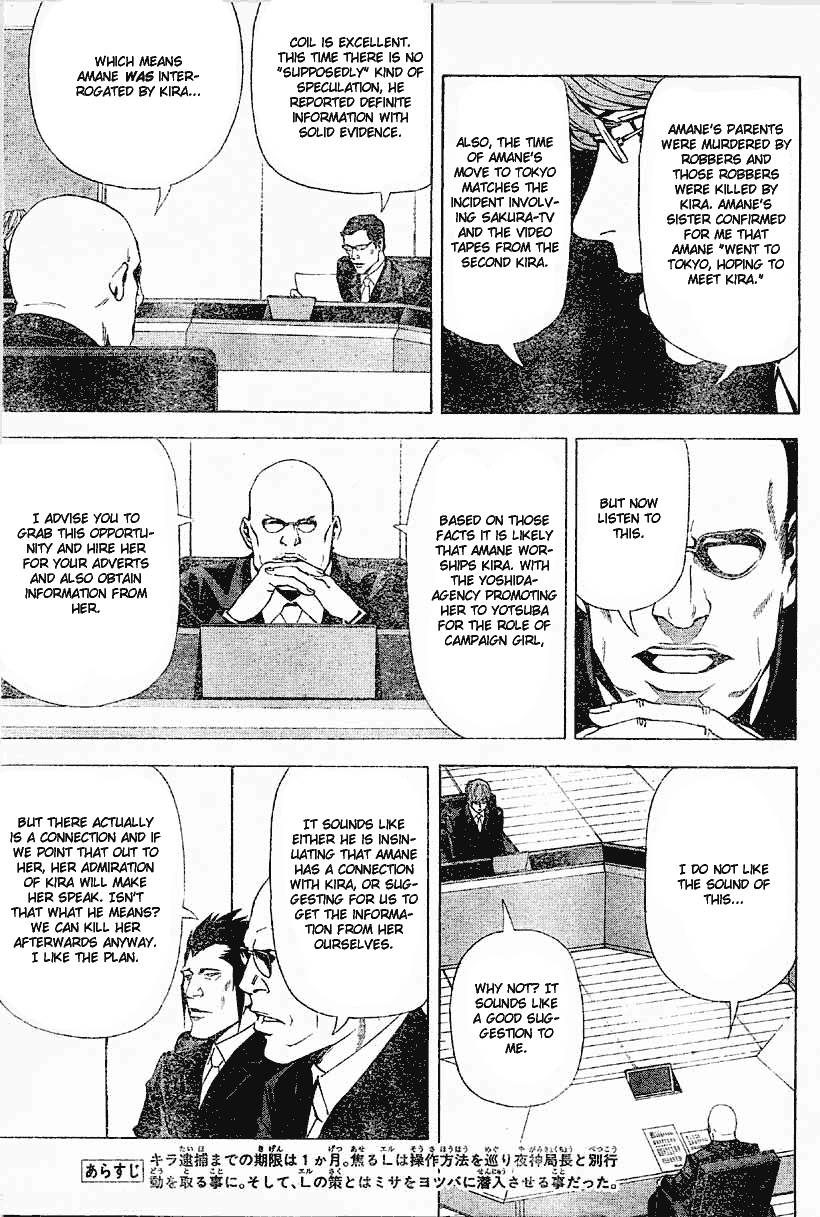 AMANE'S PARENTS
WERE MURDERED BY
ROBBERS AND
THOSE ROBBERS
WERE KILLED BY
KIRA. AMANE'S
SISTER CONFIRMED
FOR ME THAT
AMANE "WENT TO
TOKYO, HOPING TO
MEET KIRA."
ALSO, THE TIME
OF AMANE'S
MOVE TO TOKYO
MATCHES THE
INCIDENT INVOLV-
ING SAKURA-TV
AND THE VIDEO
TAPES FROM THE
SECOND KIRA.
COIL IS EXCELLENT.
THIS TIME THERE IS NO
"SUPPOSEDLY" KIND OF
SPECULATION, HE
REPORTED DEFINITE
INFORMATION WITH
SOLID EVIDENCE.
WHICH MEANS
AMANE WAS INTER-
ROGATED BY KIRA...
BUT NOW
LISTEN TO
THIS.
BASED ON THOSE
FACTS IT IS LIKELY
THAT AMANE WOR-
SHIPS KIRA. WITH
THE YOSHIDA-
AGENCY PROMOTING
HER TO YOTSUBA
FOR THE ROLE OF
CAMPAIGN GIRL,
I ADVISE YOU TO
GRAB THIS OPPORTU-
NITY AND HIRE HER
FOR YOUR ADVERTS
AND ALSO OBTAIN
INFORMATION FROM
HER.
I DO NOT LIKE
THE SOUND OF
THIS...
WHY NOT? IT
SOUNDS LIKE
A GOOD SUG-
GESTION TO
ME.
IT SOUNDS LIKE
EITHER HE IS INSIN-
UATING THAT AMANE
HAS A CONNECTION
WITH KIRA, OR SUG-
GESTING FOR US TO
GET THE INFORMA-
TION FROM HER
OURSELVES.
BUT THERE ACTUALLY
IS A CONNECTION AND IF
WE POINT THAT OUT TO
HER, HER ADMIRATION
OF KIRA WILL MAKE
HER SPEAK. ISN'T
THAT WHAT HE MEANS?
WE CAN KILL HER
AFTERWARDS ANYWAY.
I LIKE THE PLAN.
あらすじ
キラ逮捕までの期限は1か月。焦るLは操作方法を巡り夜神局長と別行
動を取る事に。そして、Lの策とはミサをヨツバに潜入させる事だった。